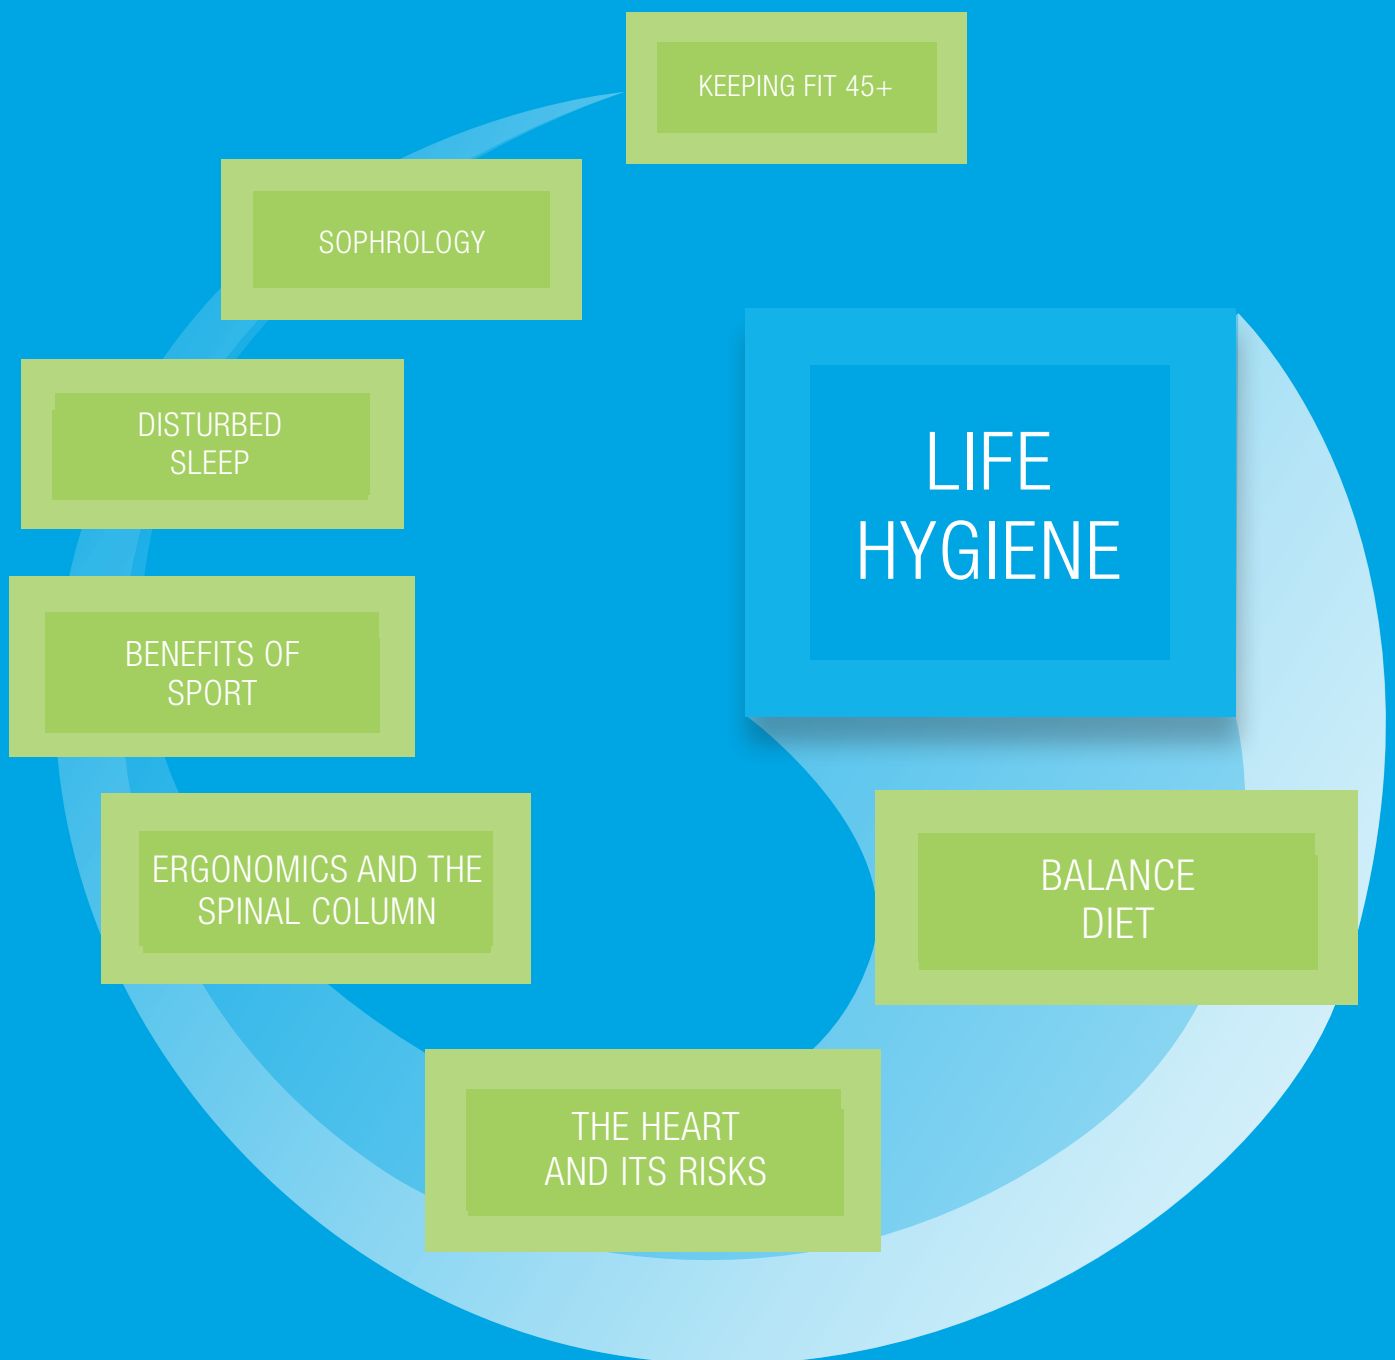 KEEPING FIT 45+
SOPHROLOGY
DISTURBED
SLEEP
LIFE
HYGIENE
BENEFITS OF
SPORT
ERGONOMICS AND THE
SPINAL COLUMN
BALANCE
DIET
THE HEART
AND ITS RISKS